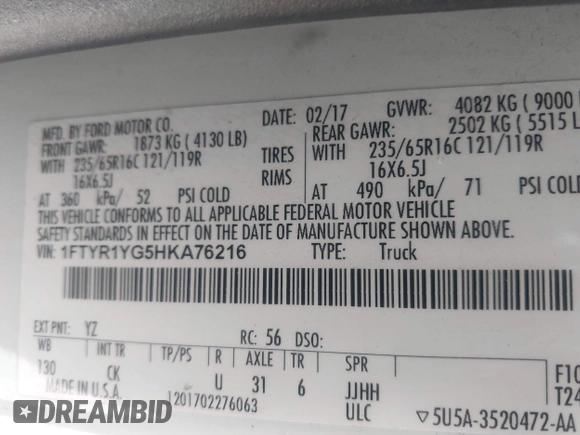 MFD. BY FORD MOTOR CO.
DATE: 02/17
GVWR: 4082 KG ( 9000
FRONT GAWR: 1873 KG ( 4130 LB)
REAR GAWR: 2502 KG ( 5515 L
WITH 235/65R16C 121/119R TIRES WITH 235/65R16C 121/119R
16X6.5J RIMS 16X6.5J
AT 360 kPa/ 52 PSI COLD AT 490 kPa/ 71 PSI COLD
THIS VEHICLE CONFORMS TO ALL APPLICABLE FEDERAL MOTOR VEHICLE
SAFETY STANDARDS IN EFFECT ON THE DATE OF MANUFACTURE SHOWN ABOVE.
VIN: 1FTYR1YG5HKA76216 TYPE: Truck
EXT PNT: YZ RC: 56 DSO:
WB INT TR TP/PS R AXLE TR SPR
130 CK U 31 6 JJHH
F10
MADE IN U.S.A. 1201702276063 ULC
T24
▽5U5A-3520472-AA
DREAMBID